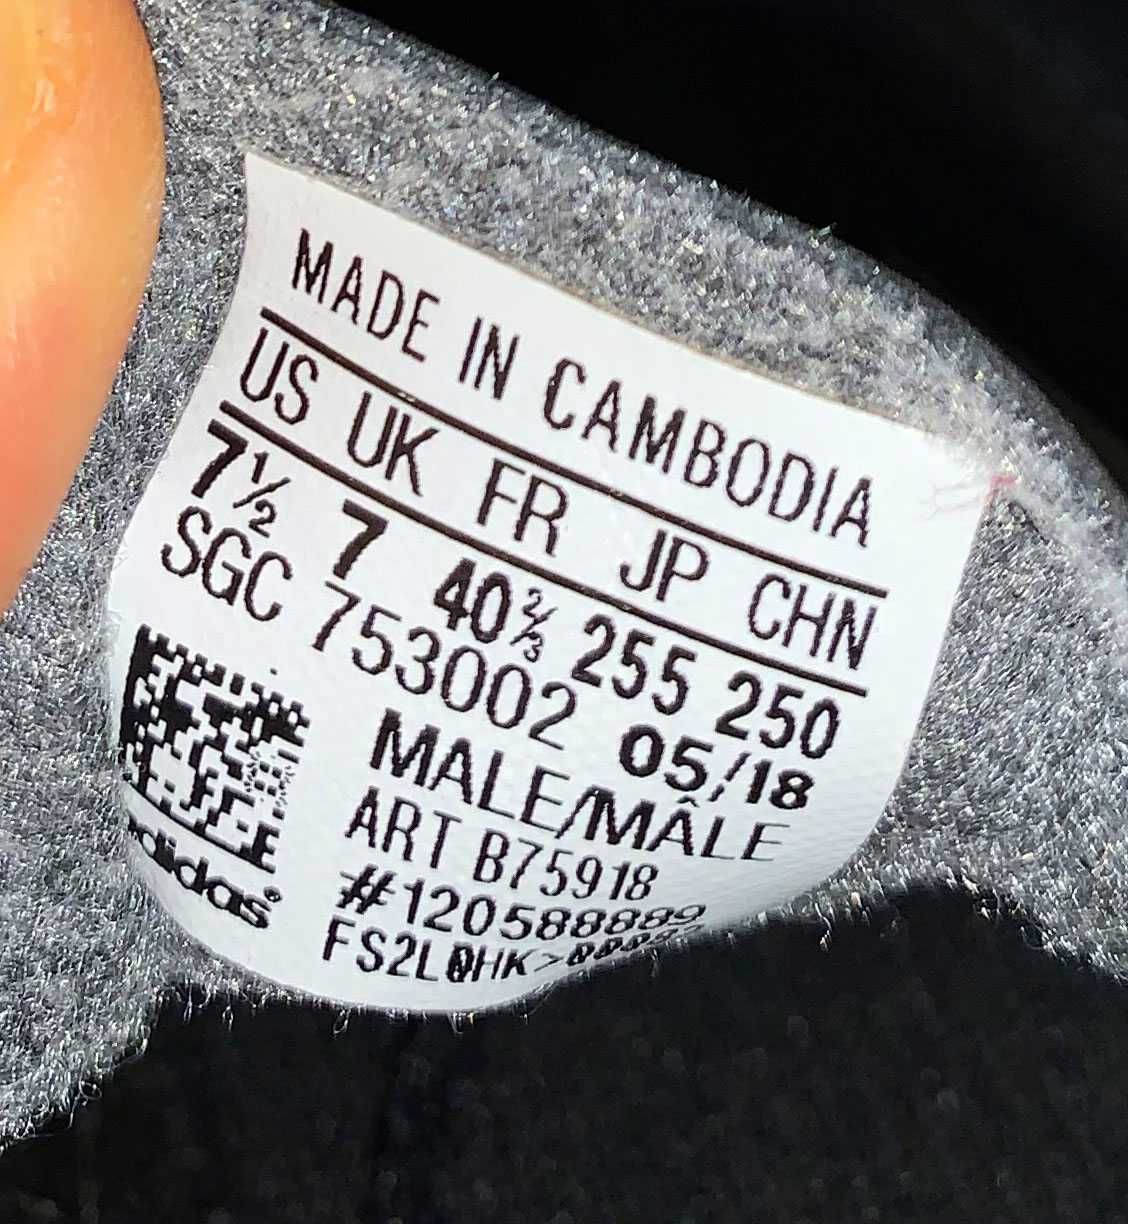 MADE IN CAMBODIA
US UK FR JP CHN
7½ 7 40⅔ 255 250
SGC 753002 05/18
MALE/MÂLE
ART B75918
#120588889
FS2L0HK>
adidas®